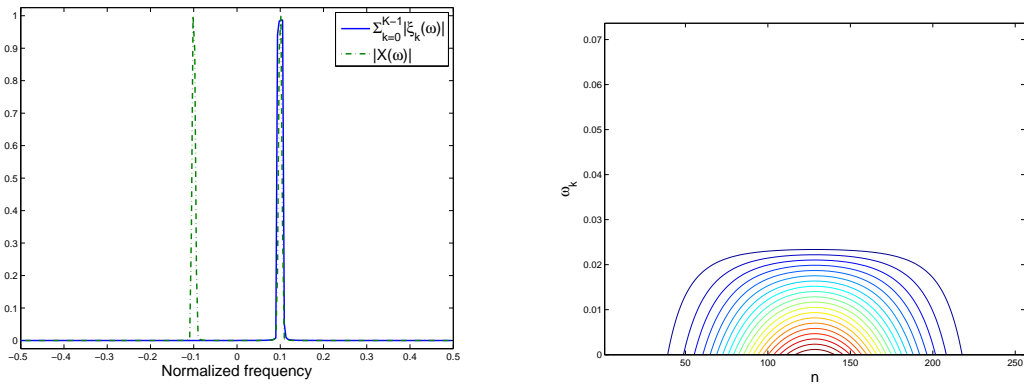 1
0.9
0.8
0.7
0.6
0.5
0.4
0.3
0.2
0.1
0
−0.5 −0.4 −0.3 −0.2 −0.1 0 0.1 0.2 0.3 0.4 0.5
Normalized frequency
Σ_{k=0}^{K−1}|ξ_k(ω)|
|X(ω)|
0.07
0.06
0.05
0.04
0.03
0.02
0.01
0
ω_k
50 100 150 200 250
n